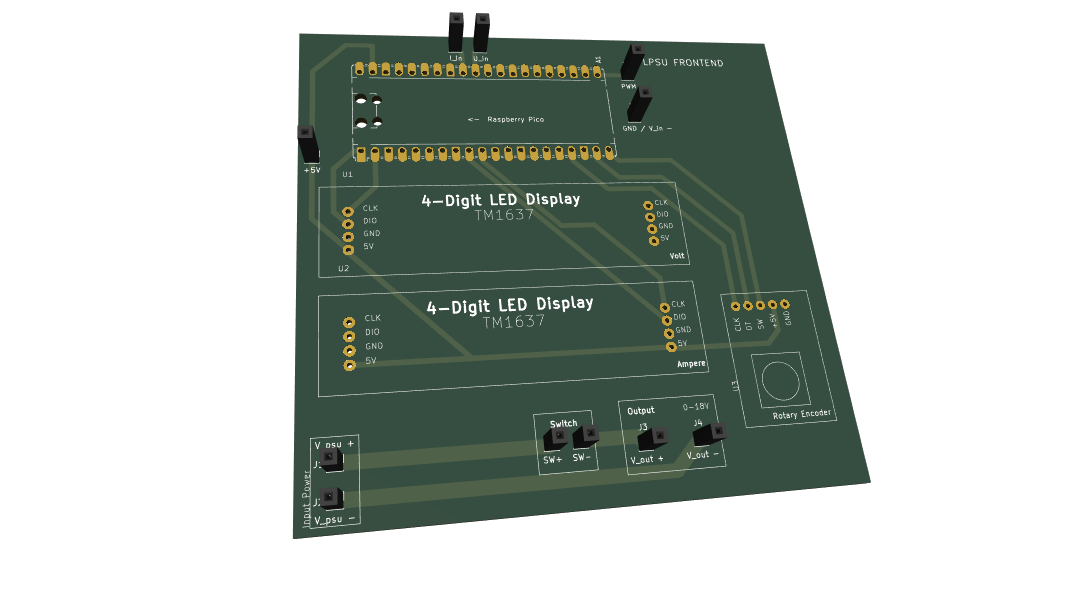 I_in U_in
A1
LPSU FRONTEND
PWM
<- Raspberry Pico
GND / V_in -
+5V
U1
4-Digit LED Display
TM1637
CLK
DIO
GND
5V
CLK
DIO
GND
5V
Volt
U2
4-Digit LED Display
TM1637
CLK
DIO
GND
5V
CLK
DIO
GND
5V
Ampere
CLK
DT
SW
+5V
GND
U3
Rotary Encoder
Switch
SW+ SW-
Output 0-18V
J3 J4
V_out + V_out -
Input Power
V_psu +
V_psu -